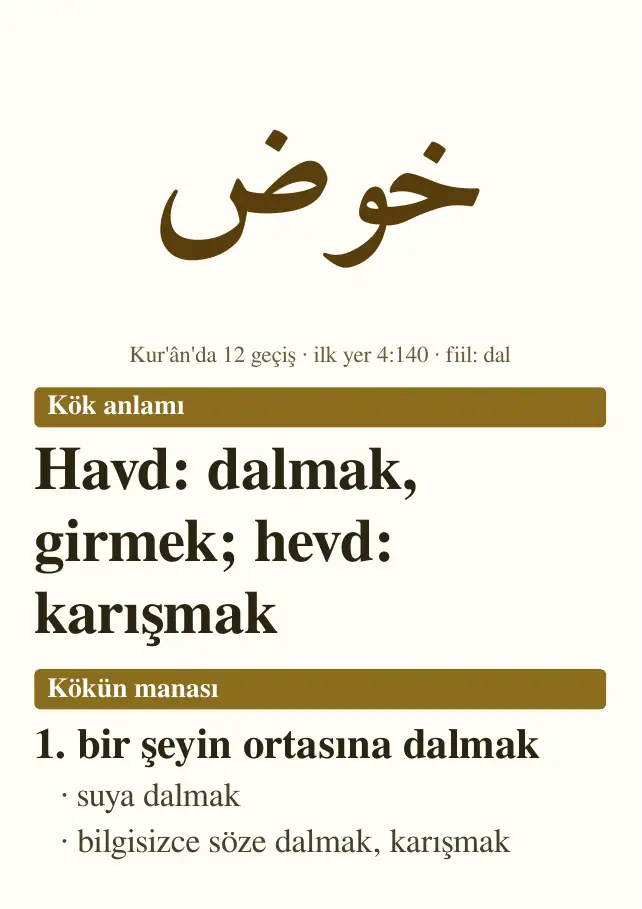 خوض
Kur'ân'da 12 geçiş · ilk yer 4:140 · fiil: dal
Kök anlamı
Havd: dalmak,
girmek; hevd:
karışmak
Kökün manası
1. bir şeyin ortasına dalmak
· suya dalmak
· bilgisizce söze dalmak, karışmak